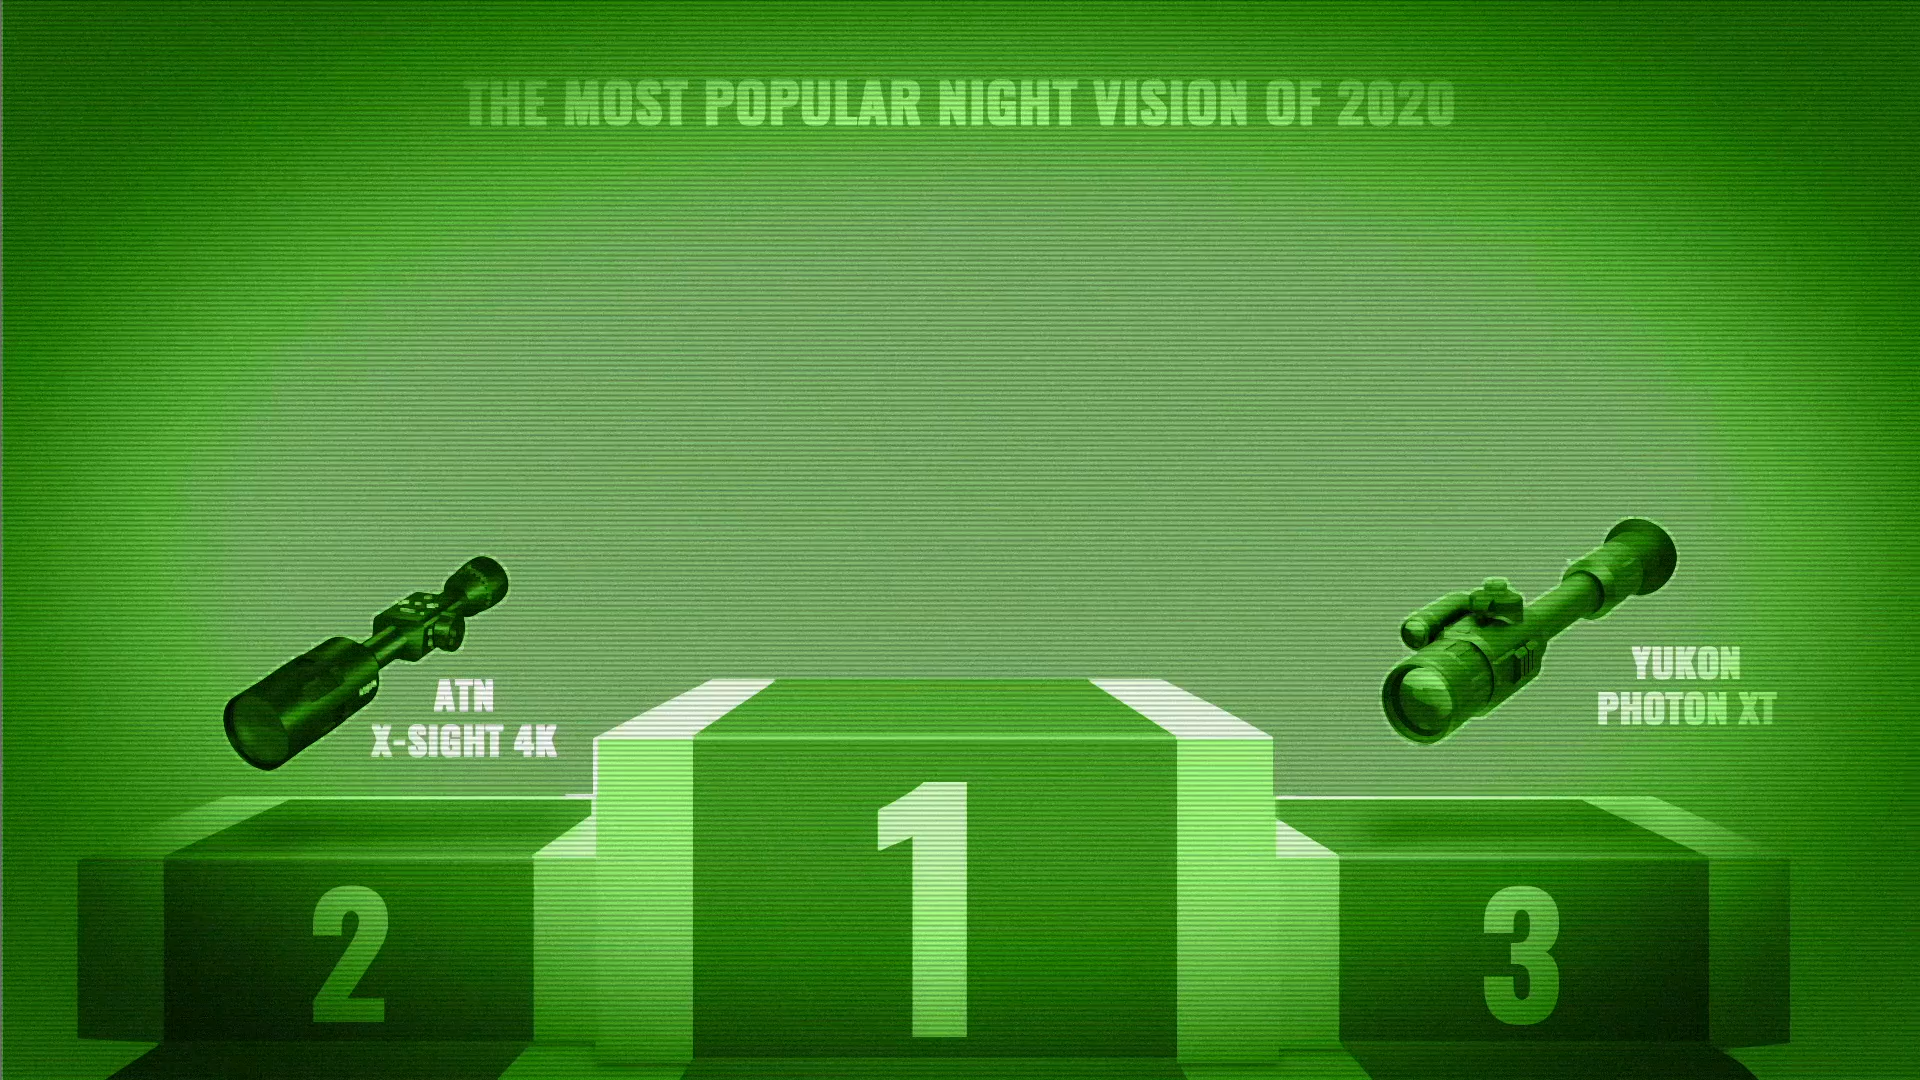 THE MOST POPULAR NIGHT VISION OF 2020
ATN
X-SIGHT 4K
YUKON
PHOTON XT
1
2
3